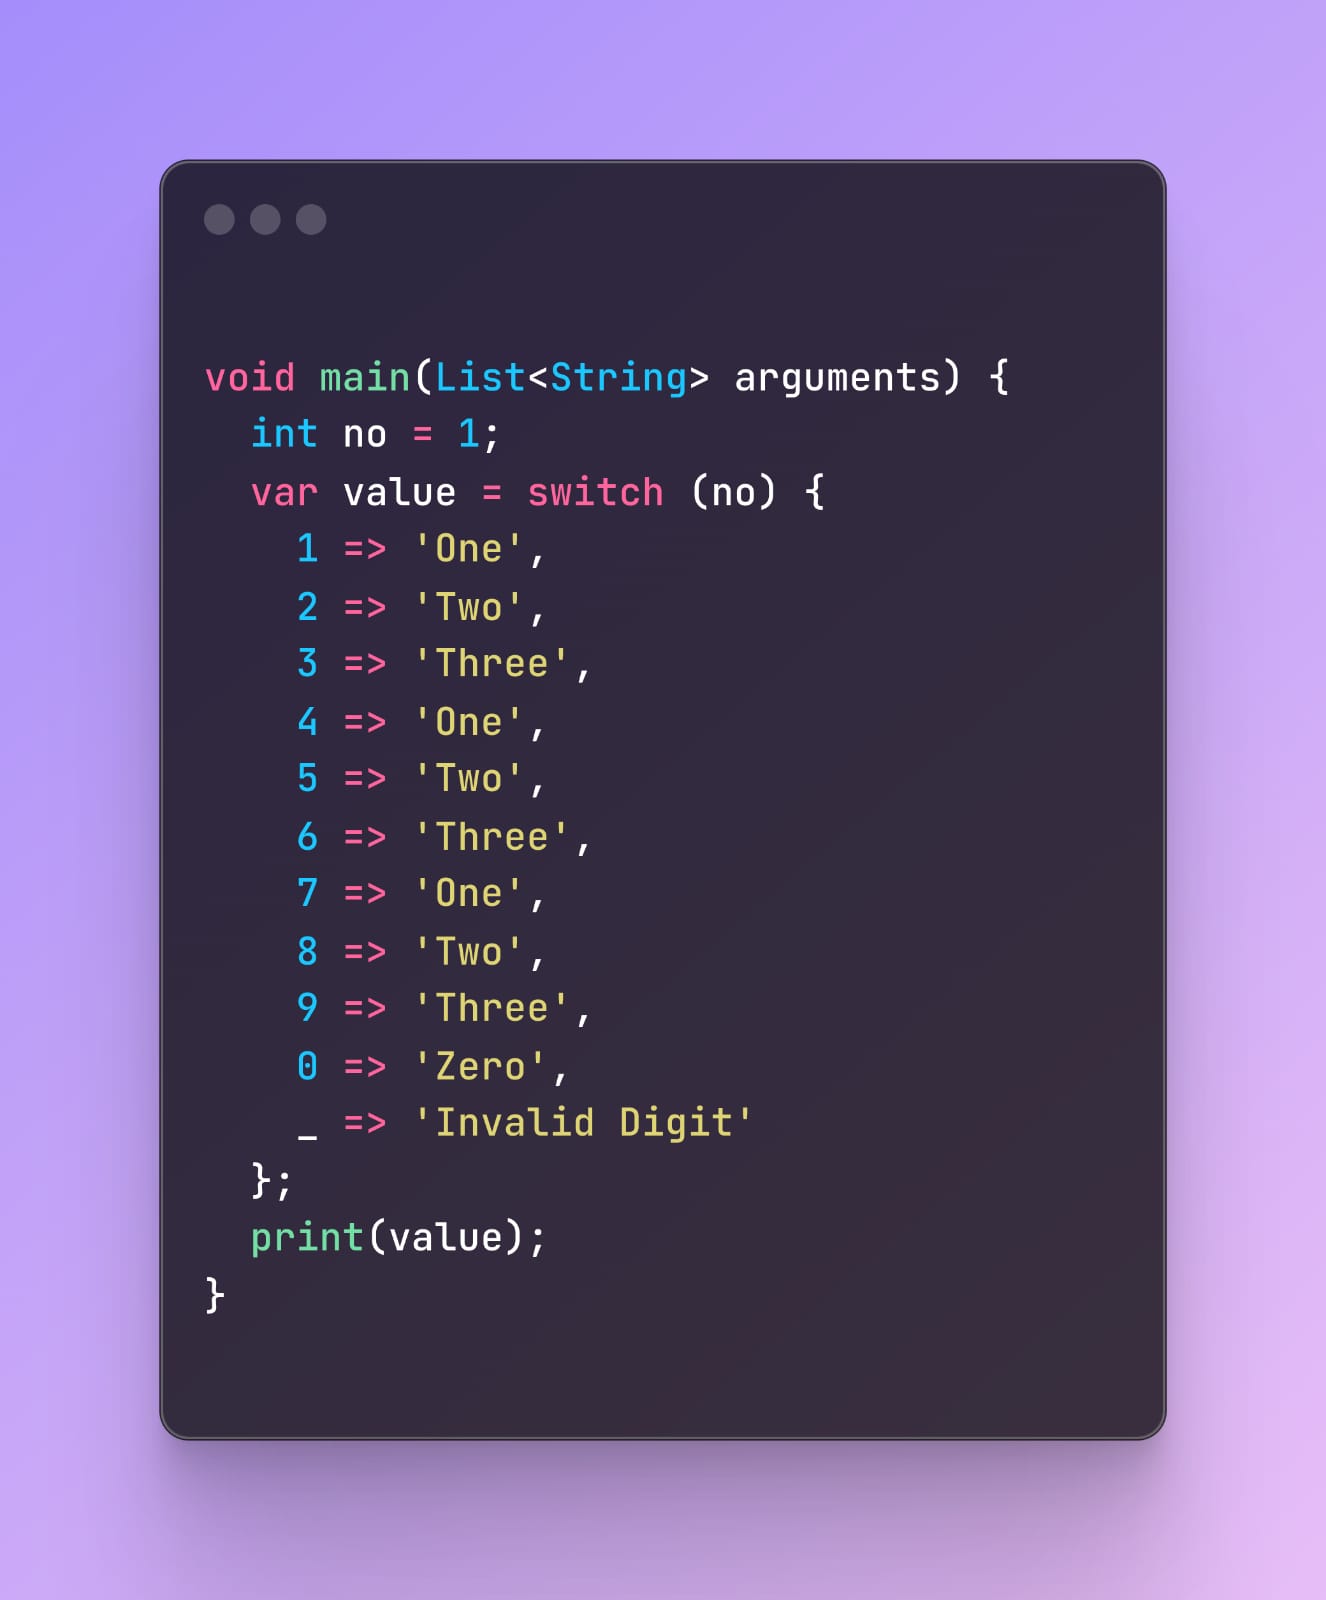 void main(List<String> arguments) {
  int no = 1;
  var value = switch (no) {
    1 => 'One',
    2 => 'Two',
    3 => 'Three',
    4 => 'One',
    5 => 'Two',
    6 => 'Three',
    7 => 'One',
    8 => 'Two',
    9 => 'Three',
    0 => 'Zero',
    _ => 'Invalid Digit'
  };
  print(value);
}